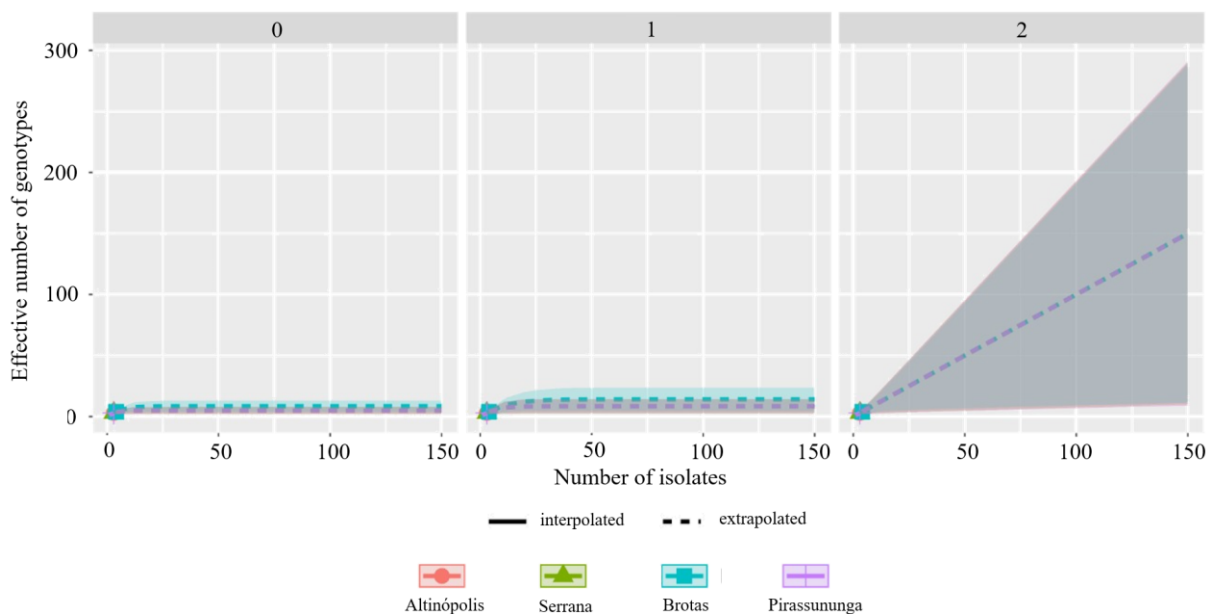 0 1 2
300
200
100
0
Effective number of genotypes
0 50 100 150 0 50 100 150 0 50 100 150
Number of isolates
interpolated extrapolated
Altinópolis Serrana Brotas Pirassununga